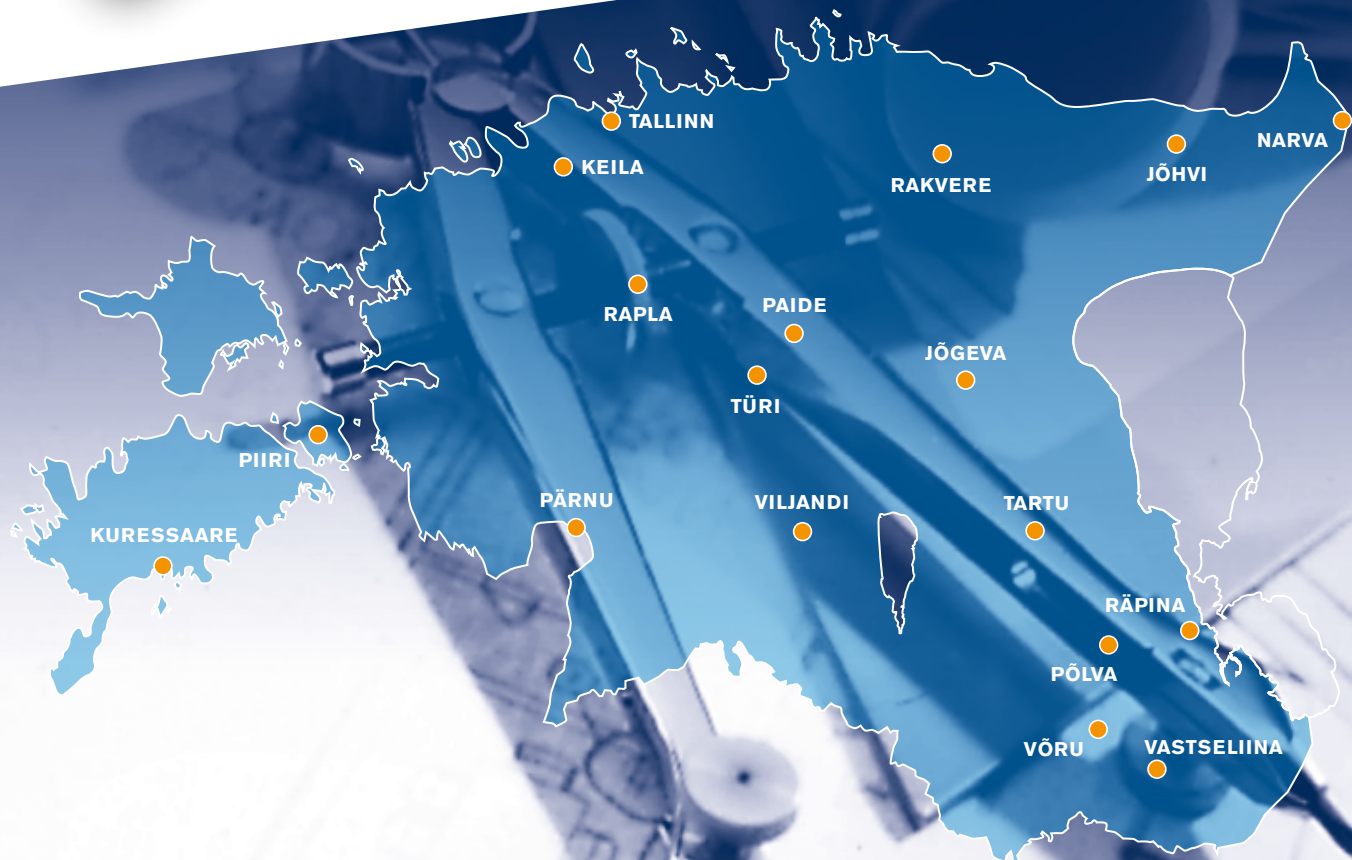 TALLINN
NARVA
KEILA
JÕHVI
RAKVERE
PAIDE
RAPLA
JÕGEVA
TÜRI
PIIRI
PÄRNU
VILJANDI
TARTU
KURESSAARE
RÄPINA
PÕLVA
VÕRU
VASTSELIINA